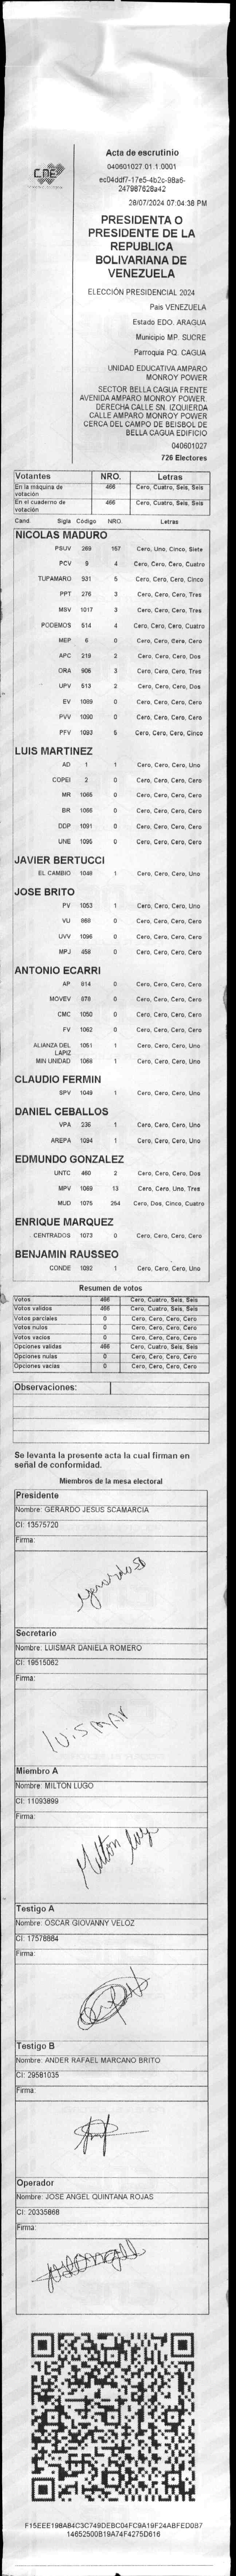 CNE
Acta de escrutinio
040601027.01.1.0001
ec04ddf7-17e5-4b2c-98a6-
247987628a42
28/07/2024 07:04:38 PM
PRESIDENTA O
PRESIDENTE DE LA
REPUBLICA
BOLIVARIANA DE
VENEZUELA
ELECCIÓN PRESIDENCIAL 2024
Pais VENEZUELA
Estado EDO. ARAGUA
Municipio MP. SUCRE
Parroquia PQ. CAGUA
UNIDAD EDUCATIVA AMPARO
MONROY POWER
SECTOR BELLA CAGUA FRENTE
AVENIDA AMPARO MONROY POWER.
DERECHA CALLE SN. IZQUIERDA
CALLE AMPARO MONROY POWER
CERCA DEL CAMPO DE BEISBOL DE
BELLA CAGUA EDIFICIO
040601027
726 Electores
Votantes NRO. Letras
En la máquina de votación 466 Cero, Cuatro, Seis, Seis
En el cuaderno de votación 466 Cero, Cuatro, Seis, Seis
Cand. Sigla Código NRO. Letras
NICOLAS MADURO
PSUV 269 157 Cero, Uno, Cinco, Siete
PCV 9 4 Cero, Cero, Cero, Cuatro
TUPAMARO 931 5 Cero, Cero, Cero, Cinco
PPT 276 3 Cero, Cero, Cero, Tres
MSV 1017 3 Cero, Cero, Cero, Tres
PODEMOS 514 4 Cero, Cero, Cero, Cuatro
MEP 6 0 Cero, Cero, Cero, Cero
APC 219 2 Cero, Cero, Cero, Dos
ORA 906 3 Cero, Cero, Cero, Tres
UPV 513 2 Cero, Cero, Cero, Dos
EV 1089 0 Cero, Cero, Cero, Cero
PVV 1090 0 Cero, Cero, Cero, Cero
PFV 1093 5 Cero, Cero, Cero, Cinco
LUIS MARTINEZ
AD 1 1 Cero, Cero, Cero, Uno
COPEI 2 0 Cero, Cero, Cero, Cero
MR 1065 0 Cero, Cero, Cero, Cero
BR 1066 0 Cero, Cero, Cero, Cero
DDP 1091 0 Cero, Cero, Cero, Cero
UNE 1095 0 Cero, Cero, Cero, Cero
JAVIER BERTUCCI
EL CAMBIO 1048 1 Cero, Cero, Cero, Uno
JOSE BRITO
PV 1053 1 Cero, Cero, Cero, Uno
VU 868 0 Cero, Cero, Cero, Cero
UVV 1096 0 Cero, Cero, Cero, Cero
MPJ 458 0 Cero, Cero, Cero, Cero
ANTONIO ECARRI
AP 814 0 Cero, Cero, Cero, Cero
MOVEV 878 0 Cero, Cero, Cero, Cero
CMC 1050 0 Cero, Cero, Cero, Cero
FV 1062 0 Cero, Cero, Cero, Cero
ALIANZA DEL LAPIZ 1051 1 Cero, Cero, Cero, Uno
MIN UNIDAD 1068 1 Cero, Cero, Cero, Uno
CLAUDIO FERMIN
SPV 1049 1 Cero, Cero, Cero, Uno
DANIEL CEBALLOS
VPA 236 1 Cero, Cero, Cero, Uno
AREPA 1094 1 Cero, Cero, Cero, Uno
EDMUNDO GONZALEZ
UNTC 460 2 Cero, Cero, Cero, Dos
MPV 1069 13 Cero, Cero, Uno, Tres
MUD 1075 254 Cero, Dos, Cinco, Cuatro
ENRIQUE MARQUEZ
CENTRADOS 1073 0 Cero, Cero, Cero, Cero
BENJAMIN RAUSSEO
CONDE 1092 1 Cero, Cero, Cero, Uno
Resumen de votos
Votos 466 Cero, Cuatro, Seis, Seis
Votos validos 466 Cero, Cuatro, Seis, Seis
Votos parciales 0 Cero, Cero, Cero, Cero
Votos nulos 0 Cero, Cero, Cero, Cero
Votos vacios 0 Cero, Cero, Cero, Cero
Opciones validas 466 Cero, Cuatro, Seis, Seis
Opciones nulas 0 Cero, Cero, Cero, Cero
Opciones vacias 0 Cero, Cero, Cero, Cero
Observaciones:
Se levanta la presente acta la cual firman en
señal de conformidad.
Miembros de la mesa electoral
Presidente
Nombre: GERARDO JESUS SCAMARCIA
CI: 13575720
Firma:
Secretario
Nombre: LUISMAR DANIELA ROMERO
CI: 19515062
Firma:
Luismar
Miembro A
Nombre: MILTON LUGO
CI: 11093899
Firma:
Milton Lugo
Testigo A
Nombre: OSCAR GIOVANNY VELOZ
CI: 17578884
Firma:
Testigo B
Nombre: ANDER RAFAEL MARCANO BRITO
CI: 29581035
Firma:
Operador
Nombre: JOSE ANGEL QUINTANA ROJAS
CI: 20335868
Firma:
F15EEE198AB4C3C749DEBC04FC9A19F24ABFED0B7
14652500B19A74F4275D616